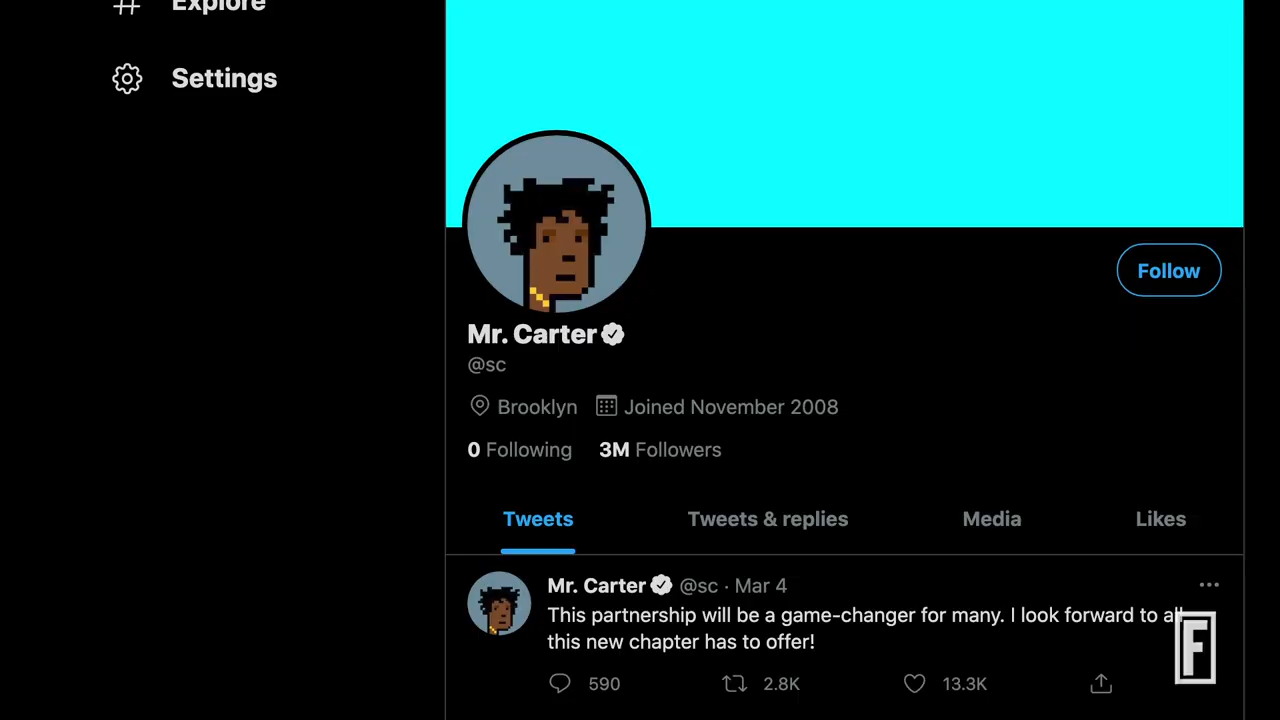 Explore
Settings
Follow
Mr. Carter
@sc
Brooklyn Joined November 2008
0 Following 3M Followers
Tweets Tweets & replies Media Likes
Mr. Carter @sc · Mar 4 ...
This partnership will be a game-changer for many. I look forward to all
this new chapter has to offer!
590 2.8K 13.3K
F